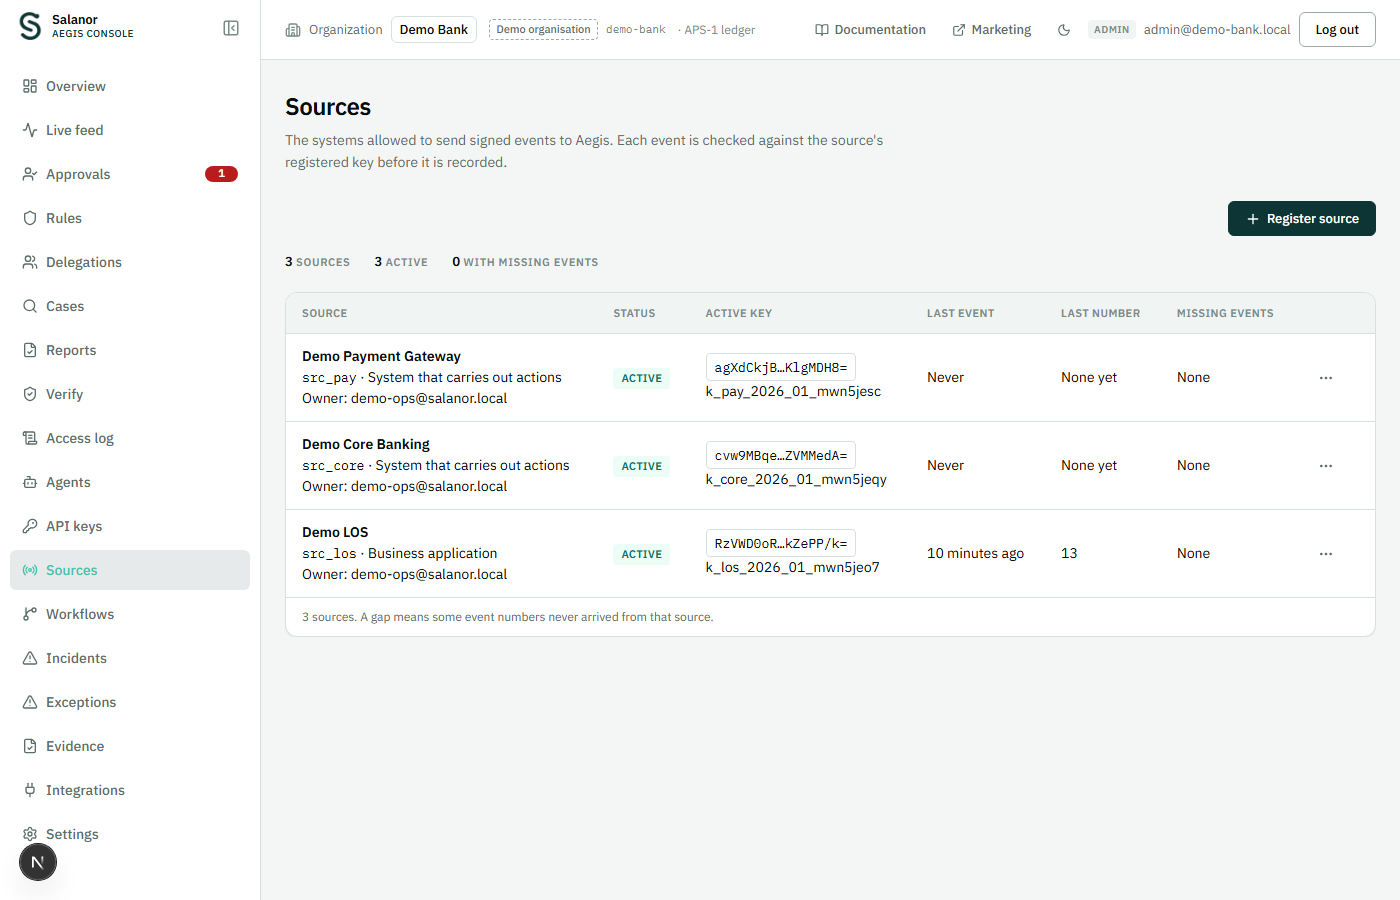 Salanor
AEGIS CONSOLE
Organization
Demo Bank
Demo organisation
demo-bank
· APS-1 ledger
Documentation
Marketing
ADMIN
admin@demo-bank.local
Log out
Overview
Live feed
Approvals
1
Rules
Delegations
Cases
Reports
Verify
Access log
Agents
API keys
Sources
Workflows
Incidents
Exceptions
Evidence
Integrations
Settings
N
Sources
The systems allowed to send signed events to Aegis. Each event is checked against the source's
registered key before it is recorded.
Register source
3 SOURCES 3 ACTIVE 0 WITH MISSING EVENTS
SOURCE STATUS ACTIVE KEY LAST EVENT LAST NUMBER MISSING EVENTS
Demo Payment Gateway
src_pay · System that carries out actions
Owner: demo-ops@salanor.local
ACTIVE
agXdCkjB…KlgMDH8=
k_pay_2026_01_mwn5jesc
Never
None yet
None
Demo Core Banking
src_core · System that carries out actions
Owner: demo-ops@salanor.local
ACTIVE
cvw9MBqe…ZVMMedA=
k_core_2026_01_mwn5jeqy
Never
None yet
None
Demo LOS
src_los · Business application
Owner: demo-ops@salanor.local
ACTIVE
RzVWD0oR…kZePP/k=
k_los_2026_01_mwn5jeo7
10 minutes ago
13
None
3 sources. A gap means some event numbers never arrived from that source.